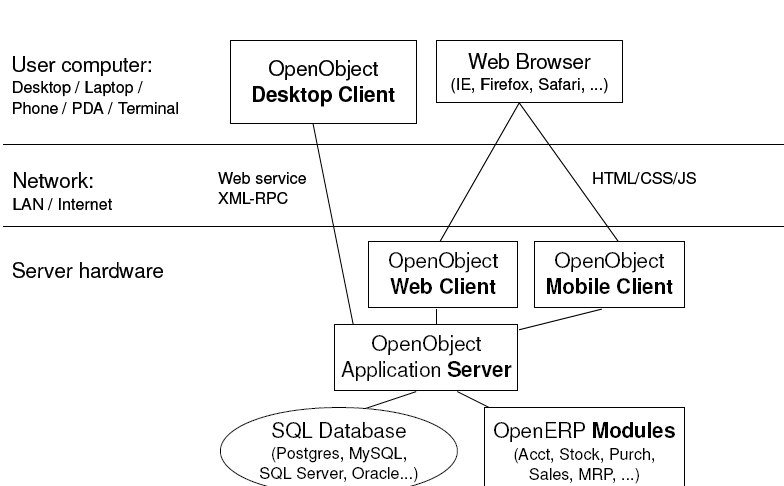 User computer:
Desktop / Laptop /
Phone / PDA / Terminal
OpenObject
Desktop Client
Web Browser
(IE, Firefox, Safari, ...)
Network:
LAN / Internet
Web service
XML-RPC
HTML/CSS/JS
Server hardware
OpenObject
Web Client
OpenObject
Mobile Client
OpenObject
Application Server
SQL Database
(Postgres, MySQL,
SQL Server, Oracle...)
OpenERP Modules
(Acct, Stock, Purch,
Sales, MRP, ...)